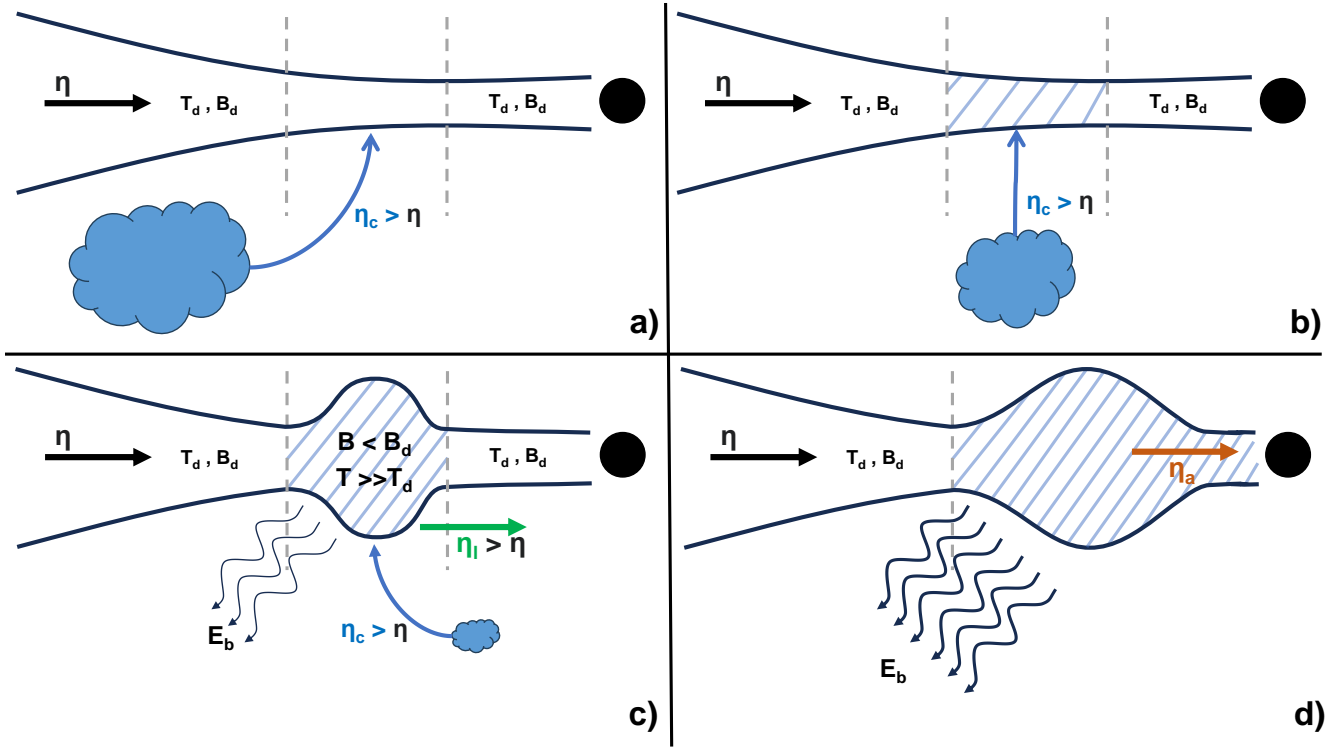 η
T_d , B_d
T_d , B_d
η_c > η
a)
η
T_d , B_d
T_d , B_d
η_c > η
b)
η
T_d , B_d
B < B_d
T >>T_d
T_d , B_d
η_l > η
E_b
η_c > η
c)
η
T_d , B_d
η_a
E_b
d)